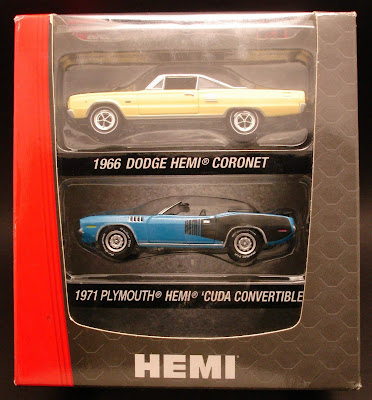 1966 DODGE HEMI® CORONET
1971 PLYMOUTH® HEMI® 'CUDA CONVERTIBLE
HEMI®